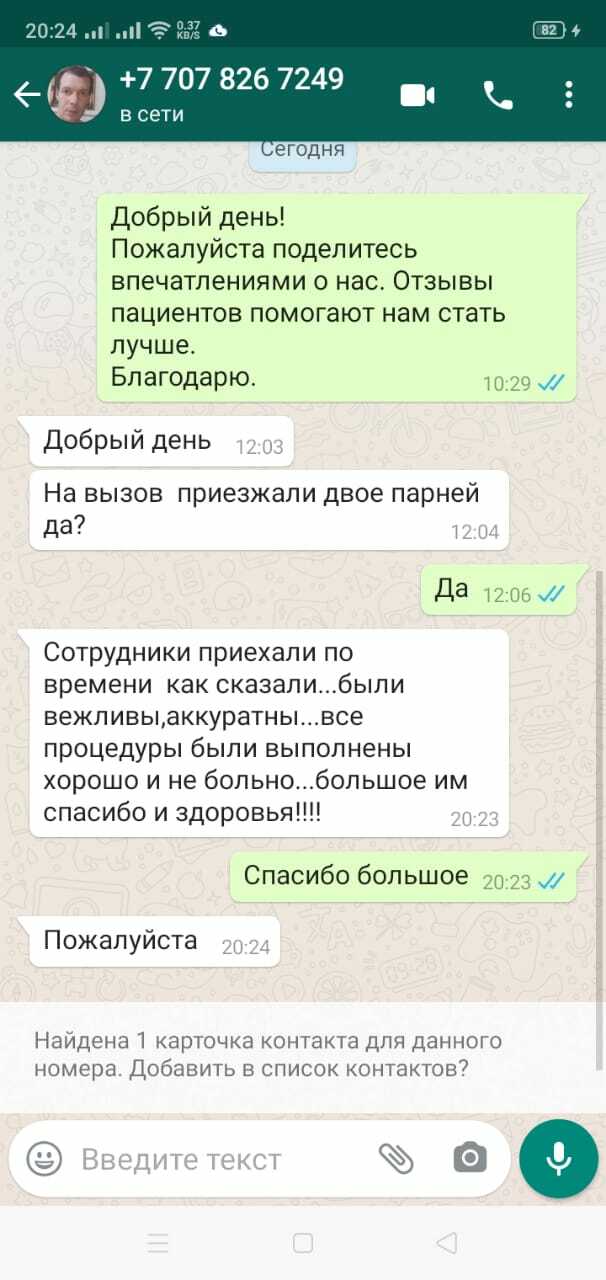 20:24 0.37 KB/S 82
+7 707 826 7249
в сети
Сегодня
Добрый день!
Пожалуйста поделитесь
впечатлениями о нас. Отзывы
пациентов помогают нам стать
лучше.
Благодарю. 10:29
Добрый день 12:03
На вызов приезжали двое парней
да? 12:04
Да 12:06
Сотрудники приехали по
времени как сказали...были
вежливы,аккуратны...все
процедуры были выполнены
хорошо и не больно...большое им
спасибо и здоровья!!!! 20:23
Спасибо большое 20:23
Пожалуйста 20:24
Найдена 1 карточка контакта для данного
номера. Добавить в список контактов?
Введите текст